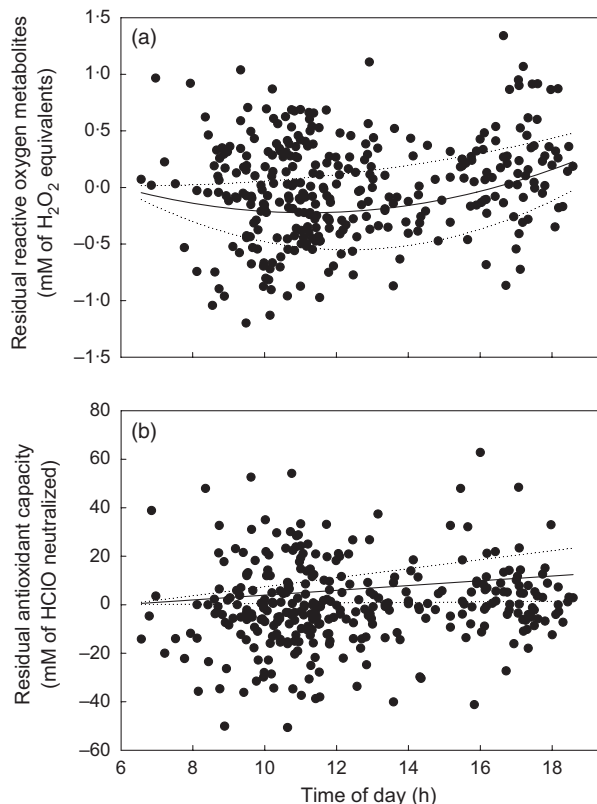 (a)
Residual reactive oxygen metabolites
(mM of H₂O₂ equivalents)
1·5
1·0
0·5
0·0
–0·5
–1·0
–1·5
(b)
Residual antioxidant capacity
(mM of HClO neutralized)
80
60
40
20
0
–20
–40
–60
6 8 10 12 14 16 18
Time of day (h)